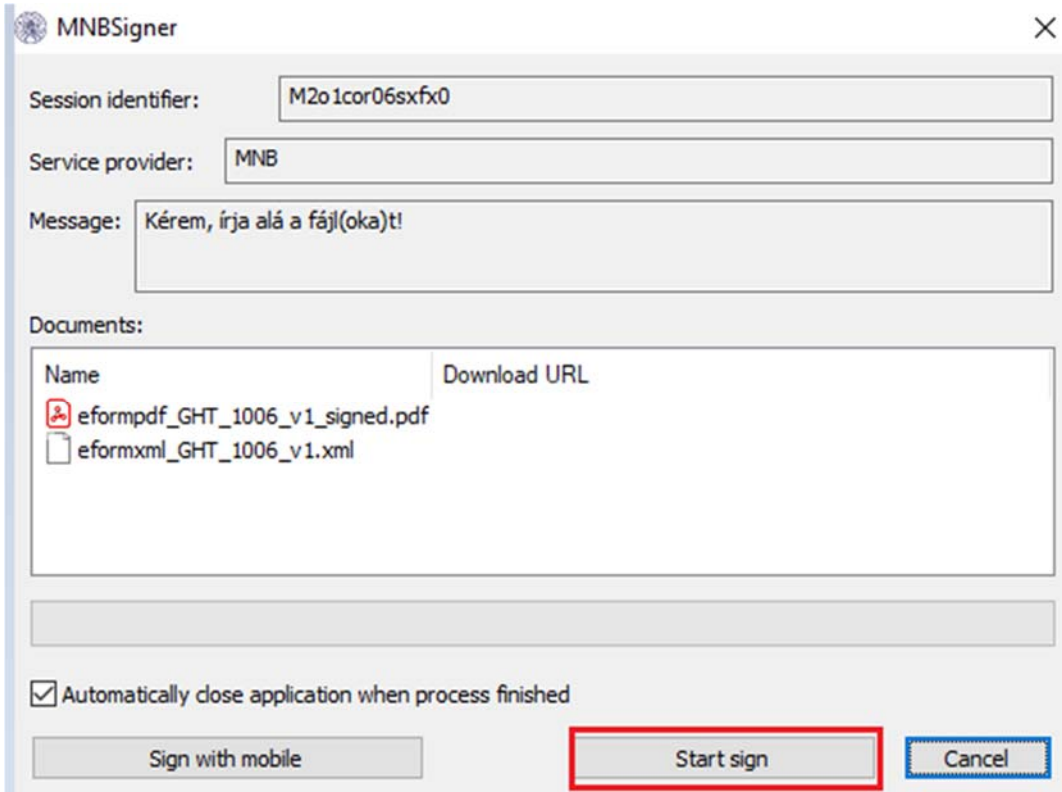 MNBSigner
Session identifier: M2o1cor06sxfx0
Service provider: MNB
Message: Kérem, írja alá a fájl(oka)t!
Documents:
Name Download URL
eformpdf_GHT_1006_v1_signed.pdf
eformxml_GHT_1006_v1.xml
Automatically close application when process finished
Sign with mobile Start sign Cancel